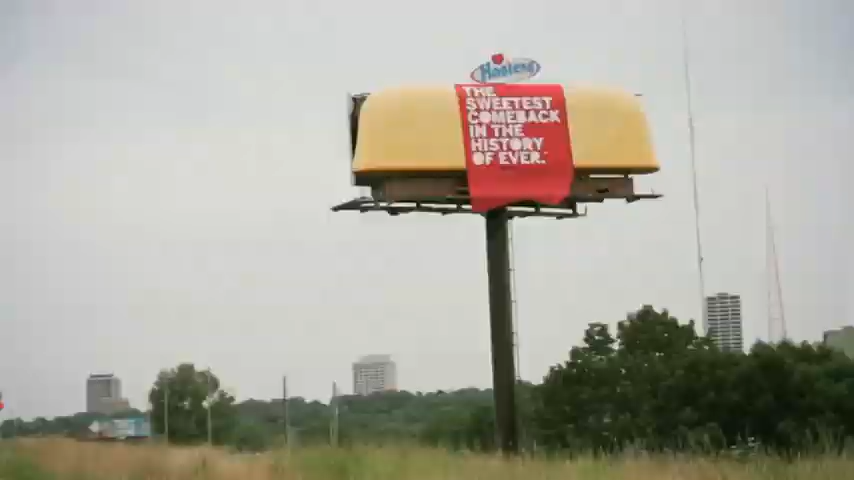 Hostess
THE
SWEETEST
COMEBACK
IN THE
HISTORY
OF EVER.